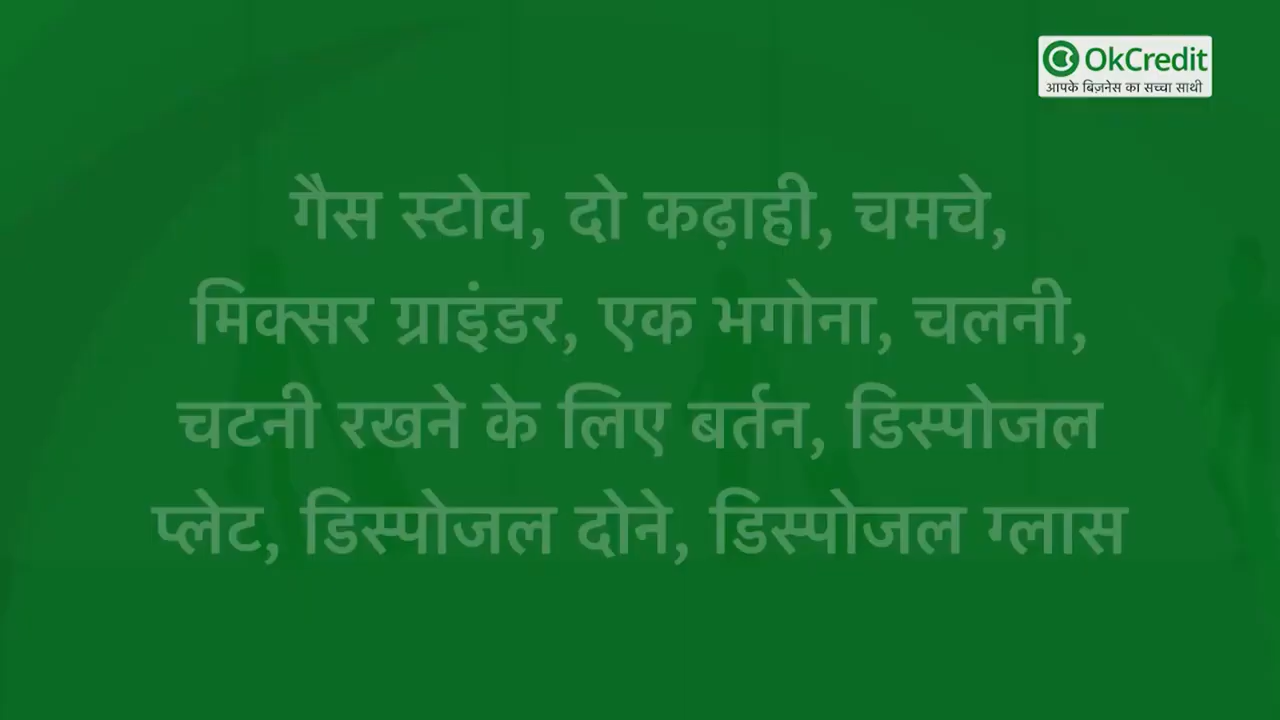 OkCredit
आपके बिज़नेस का सच्चा साथी
गैस स्टोव, दो कढ़ाही, चमचे,
मिक्सर ग्राइंडर, एक भगोना, चलनी,
चटनी रखने के लिए बर्तन, डिस्पोजल
प्लेट, डिस्पोजल दोने, डिस्पोजल ग्लास